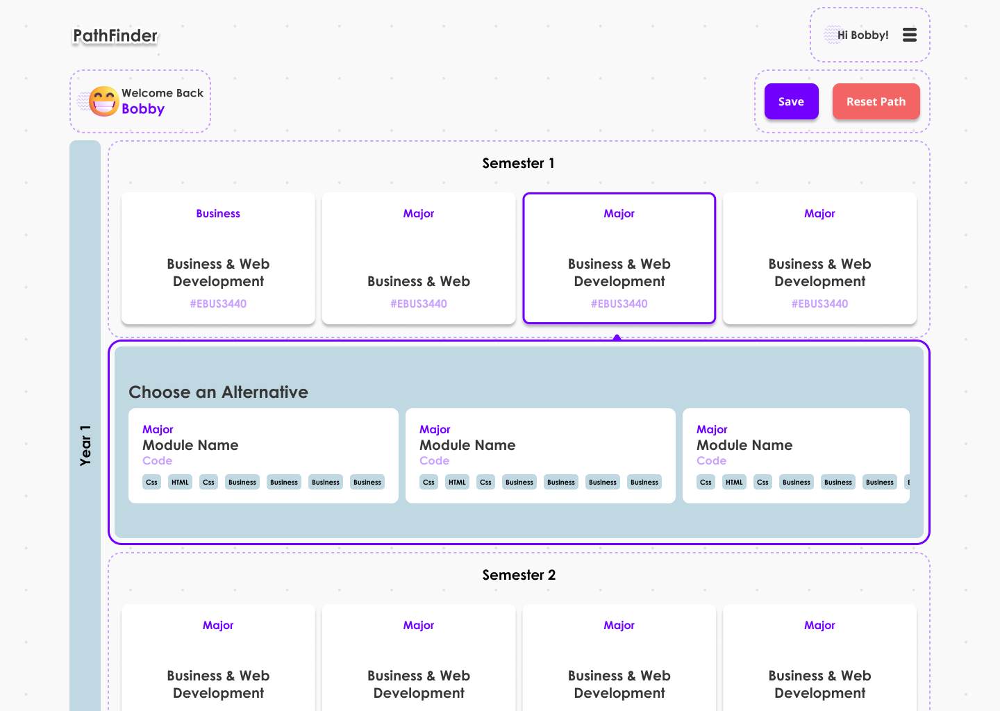 PathFinder
Hi Bobby!
Welcome Back
Bobby
Save
Reset Path
Year 1
Semester 1
Business
Business & Web
Development
#EBUS3440
Major
Business & Web
#EBUS3440
Major
Business & Web
Development
#EBUS3440
Major
Business & Web
Development
#EBUS3440
Choose an Alternative
Major
Module Name
Code
Css HTML Css Business Business Business Business
Major
Module Name
Code
Css HTML Css Business Business Business Business
Major
Module Name
Code
Css HTML Css Business Business Business
Semester 2
Major
Business & Web
Development
Major
Business & Web
Development
Major
Business & Web
Development
Major
Business & Web
Development